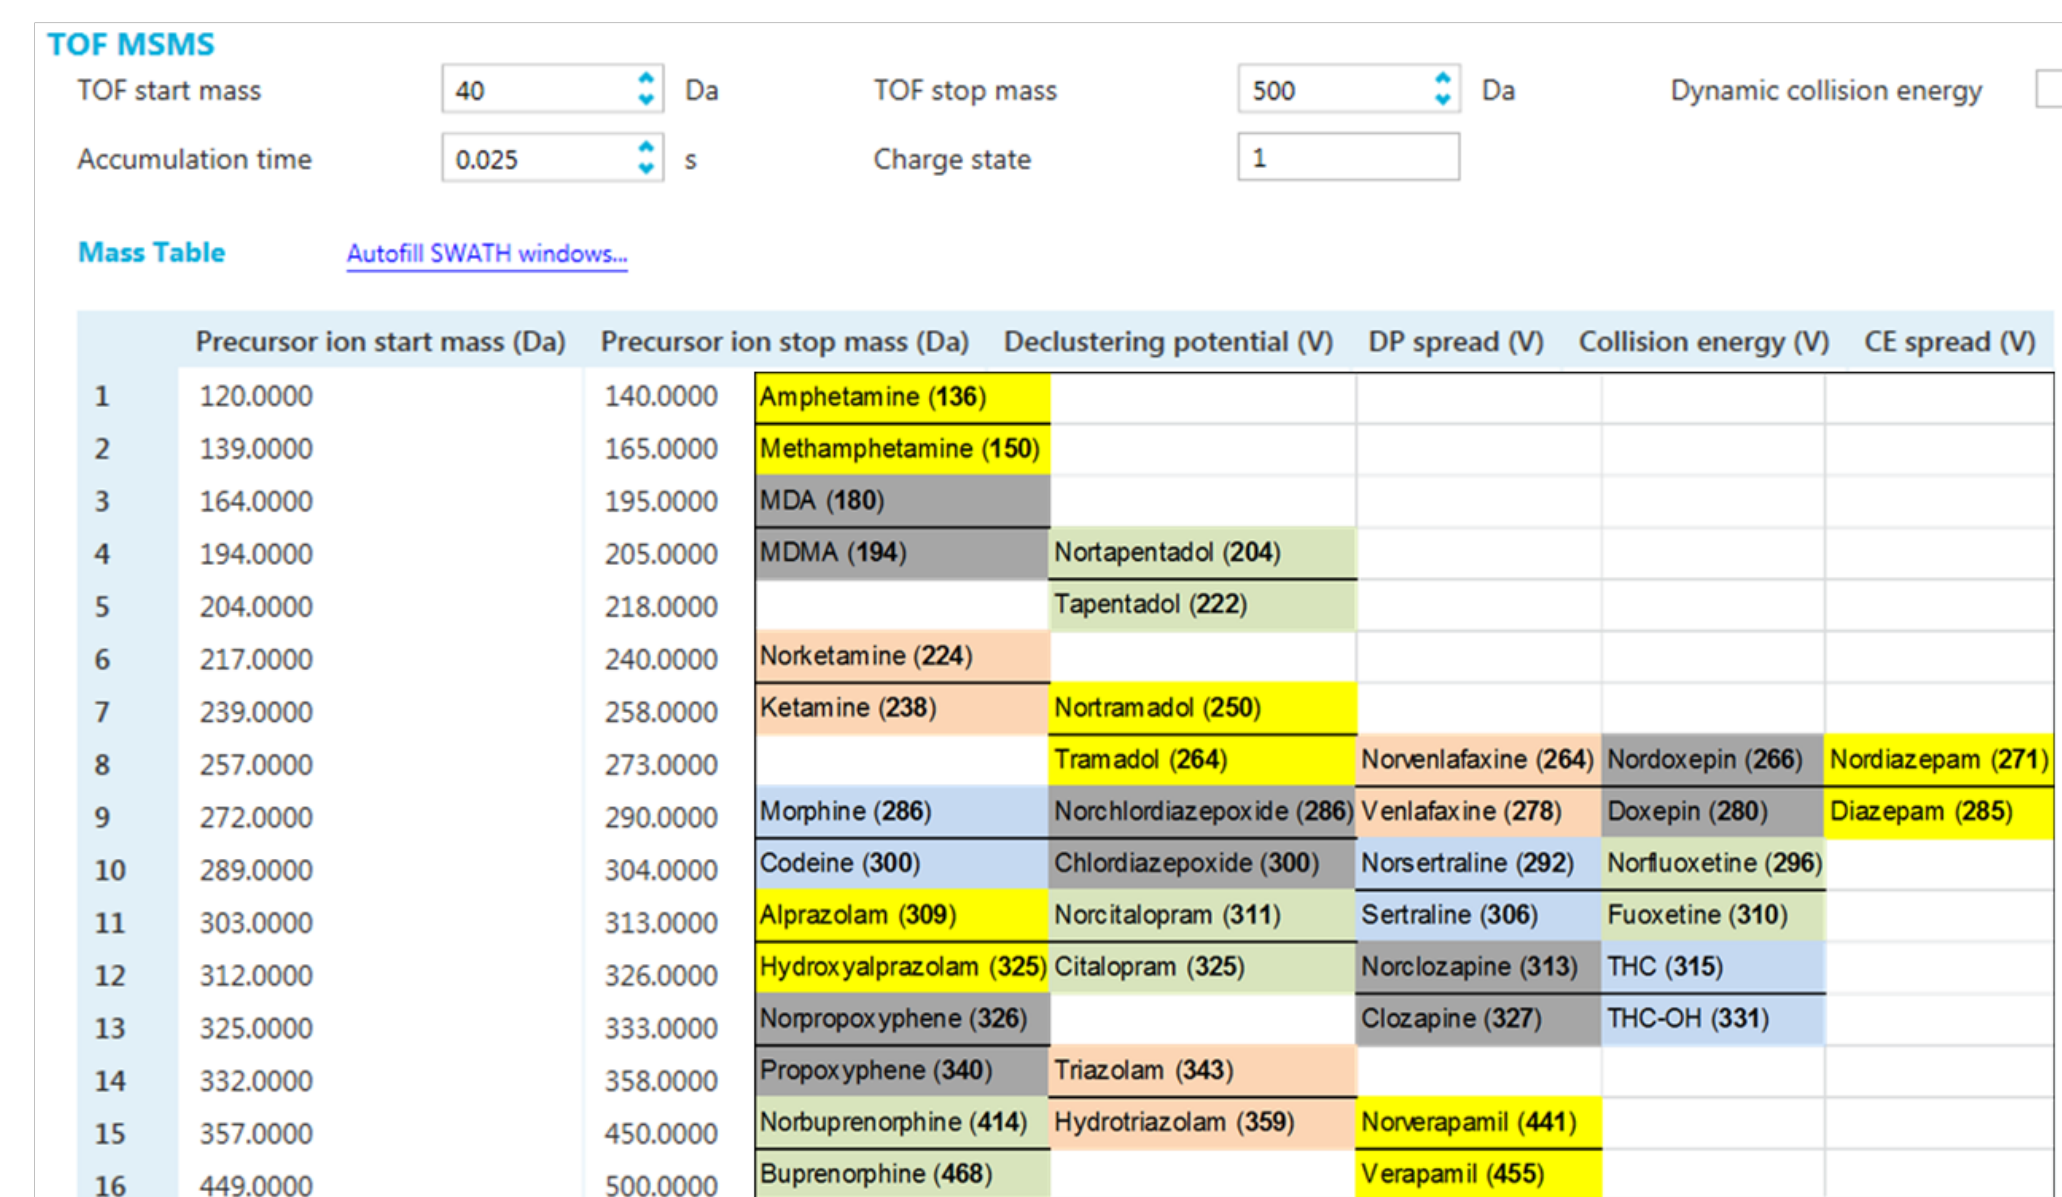 TOF MSMS
TOF start mass 40 Da TOF stop mass 500 Da Dynamic collision energy
Accumulation time 0.025 s Charge state 1
Mass Table Autofill SWATH windows...
Precursor ion start mass (Da) Precursor ion stop mass (Da) Declustering potential (V) DP spread (V) Collision energy (V) CE spread (V)
1 120.0000 140.0000 Amphetamine (136)
2 139.0000 165.0000 Methamphetamine (150)
3 164.0000 195.0000 MDA (180)
4 194.0000 205.0000 MDMA (194) Nortapentadol (204)
5 204.0000 218.0000 Tapentadol (222)
6 217.0000 240.0000 Norketamine (224)
7 239.0000 258.0000 Ketamine (238) Nortramadol (250)
8 257.0000 273.0000 Tramadol (264) Norvenlafaxine (264) Nordoxepin (266) Nordiazepam (271)
9 272.0000 290.0000 Morphine (286) Norchlordiazepoxide (286) Venlafaxine (278) Doxepin (280) Diazepam (285)
10 289.0000 304.0000 Codeine (300) Chlordiazepoxide (300) Norsertraline (292) Norfluoxetine (296)
11 303.0000 313.0000 Alprazolam (309) Norcitalopram (311) Sertraline (306) Fuoxetine (310)
12 312.0000 326.0000 Hydroxyalprazolam (325) Citalopram (325) Norclozapine (313) THC (315)
13 325.0000 333.0000 Norpropoxyphene (326) Clozapine (327) THC-OH (331)
14 332.0000 358.0000 Propoxyphene (340) Triazolam (343)
15 357.0000 450.0000 Norbuprenorphine (414) Hydrotriazolam (359) Norverapamil (441)
16 449.0000 500.0000 Buprenorphine (468) Verapamil (455)